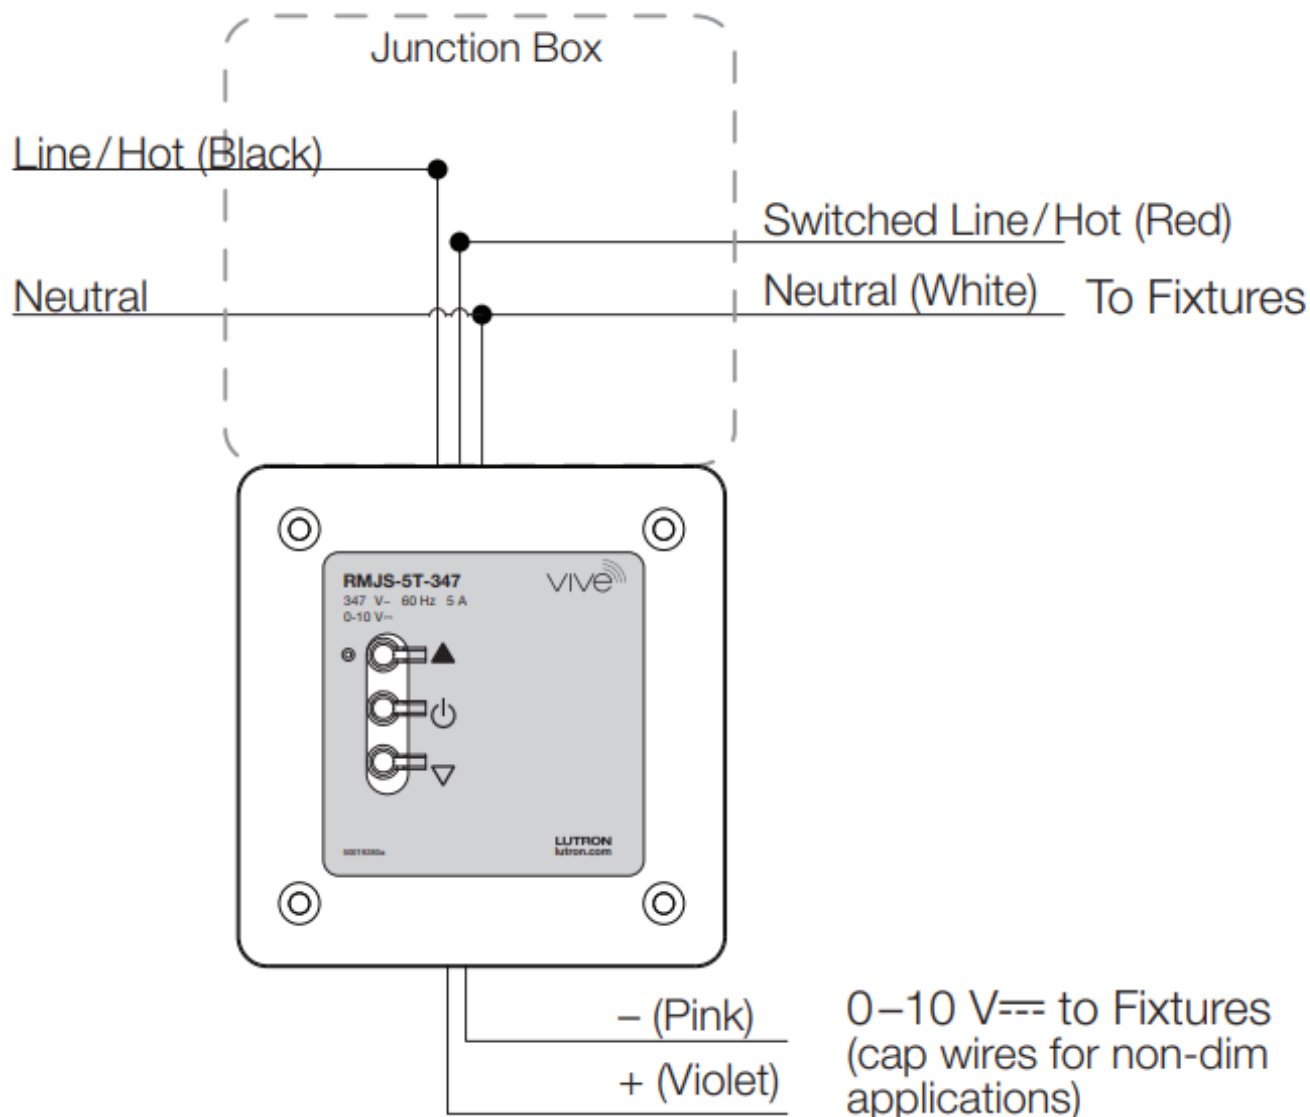 Junction Box
Line/Hot (Black)
Switched Line/Hot (Red)
Neutral
Neutral (White)
To Fixtures
RMJS-5T-347
vive
347 V~ 60 Hz 5 A
0-10 V⎓
LUTRON
lutron.com
– (Pink)
+ (Violet)
0–10 V⎓ to Fixtures
(cap wires for non-dim
applications)